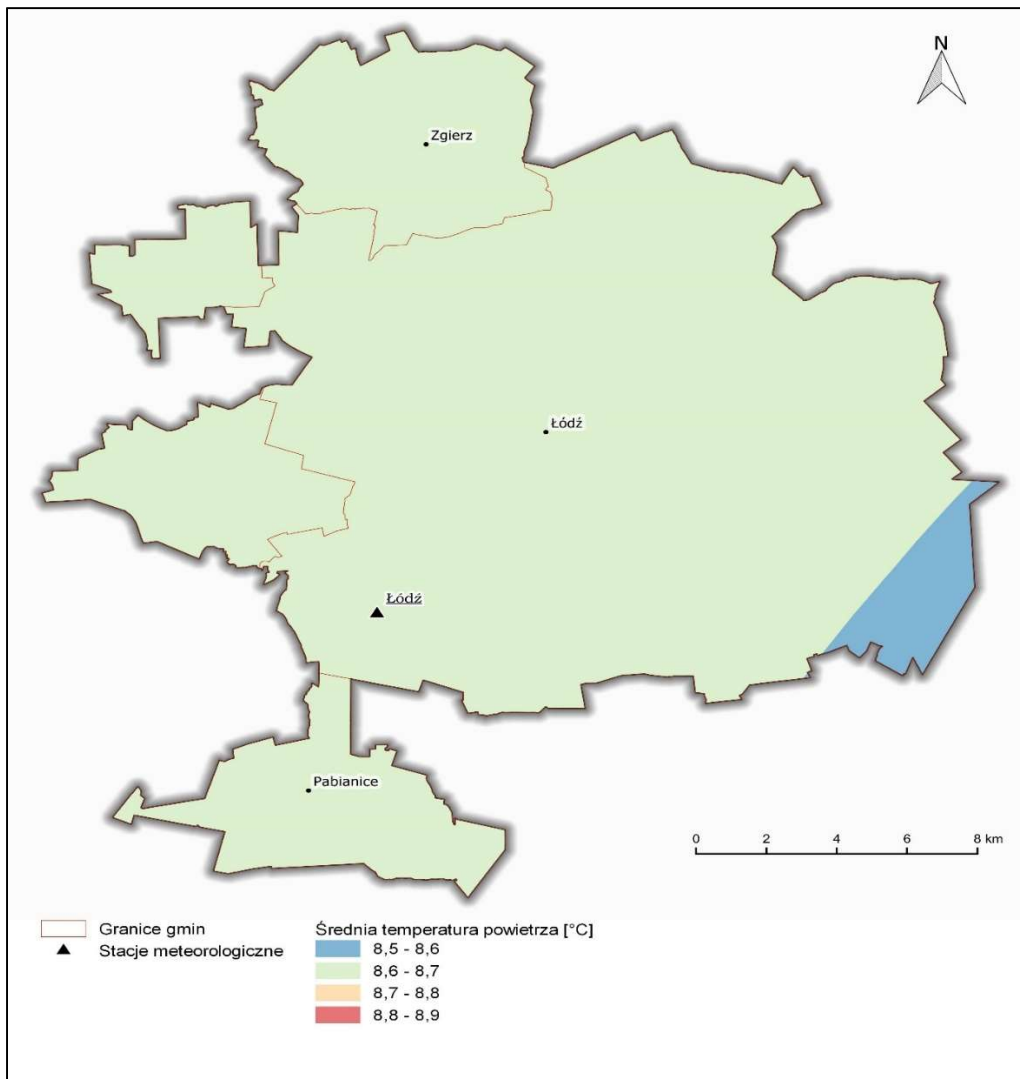 N
Zgierz
Łódź
Łódź
Pabianice
0 2 4 6 8 km
Granice gmin
Stacje meteorologiczne
Średnia temperatura powietrza [°C]
8,5 - 8,6
8,6 - 8,7
8,7 - 8,8
8,8 - 8,9